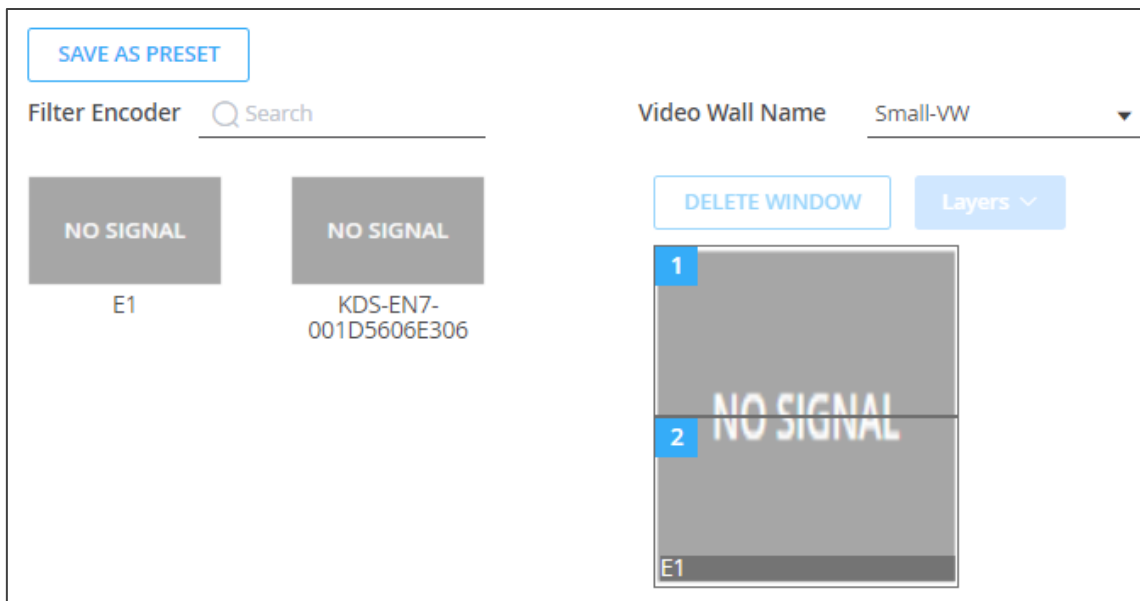 SAVE AS PRESET
Filter Encoder
Search
Video Wall Name
Small-VW
NO SIGNAL
E1
NO SIGNAL
KDS-EN7-
001D5606E306
DELETE WINDOW
Layers
1
NO SIGNAL
2
E1